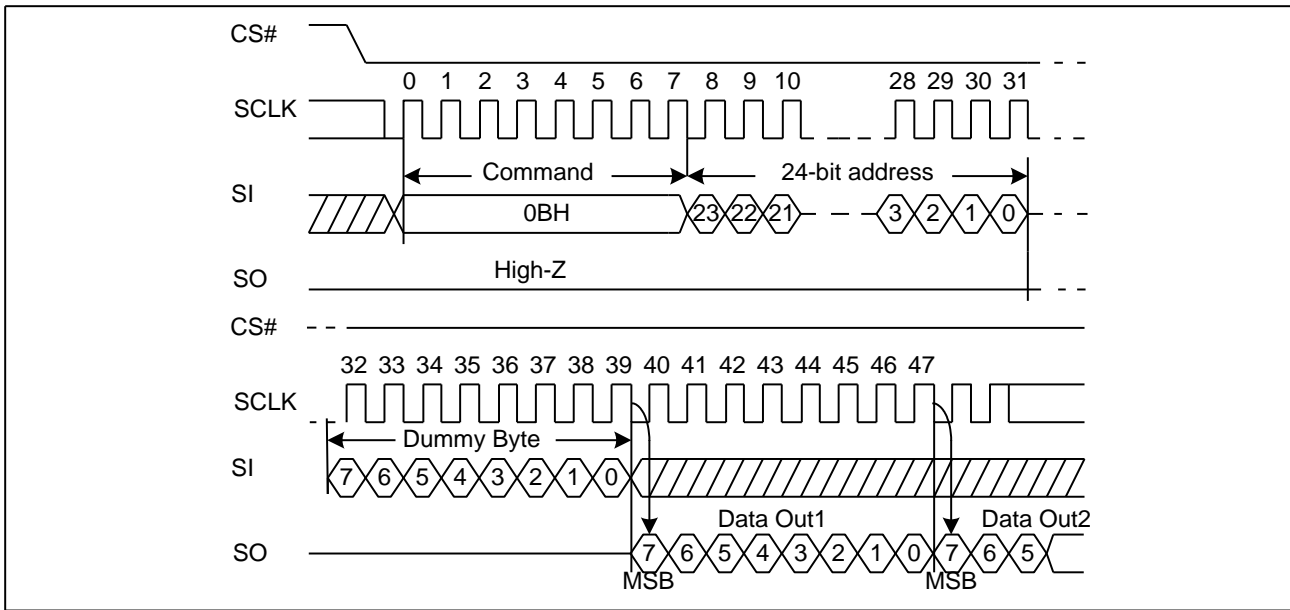 CS#
0 1 2 3 4 5 6 7 8 9 10 28 29 30 31
SCLK
Command 24-bit address
SI
0BH 23 22 21 3 2 1 0
High-Z
SO
CS#
32 33 34 35 36 37 38 39 40 41 42 43 44 45 46 47
SCLK
Dummy Byte
SI 7 6 5 4 3 2 1 0
Data Out1 Data Out2
SO 7 6 5 4 3 2 1 0 7 6 5
MSB MSB